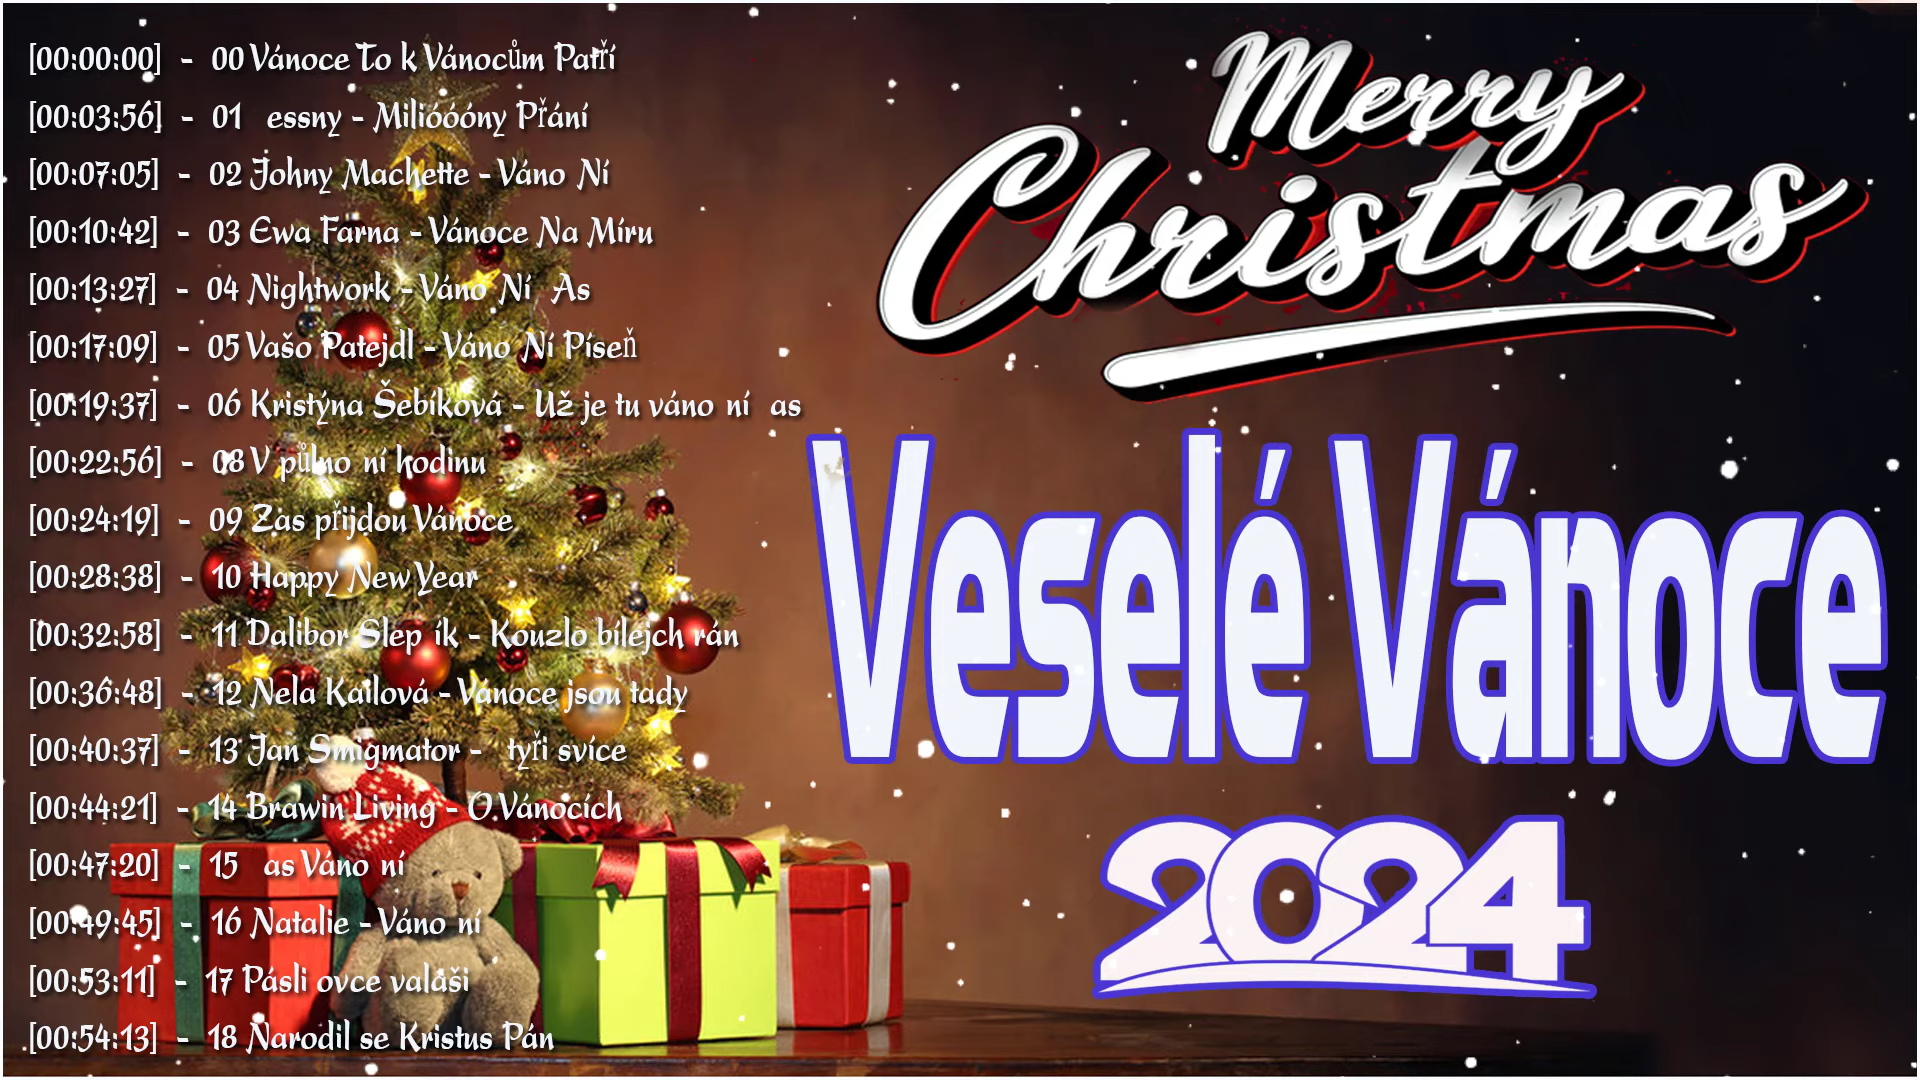 [00:00:00] - 00 Vánoce To k Vánocům Patří
[00:03:56] - 01 essny - Milióóóny Přání
[00:07:05] - 02 Johny Machette - Váno Ní
[00:10:42] - 03 Ewa Farna - Vánoce Na Míru
[00:13:27] - 04 Nightwork - Váno Ní As
[00:17:09] - 05 Vašo Patejdl - Váno Ní Píseň
[00:19:37] - 06 Kristýna Šebíková - Už je tu váno ní as
[00:22:56] - 08 V půlno ní hodinu
[00:24:19] - 09 Zas přijdou Vánoce
[00:28:38] - 10 Happy New Year
[00:32:58] - 11 Dalibor Slep ík - Kouzlo bílejch rán
[00:36:48] - 12 Nela Kailová - Vánoce jsou tady
[00:40:37] - 13 Jan Smigmator - tyři svíce
[00:44:21] - 14 Brawin Living - O Vánocích
[00:47:20] - 15 as Váno ní
[00:49:45] - 16 Natalie - Váno ní
[00:53:11] - 17 Pásli ovce valáši
[00:54:13] - 18 Narodil se Kristus Pán
Merry
Christmas
Veselé Vánoce
2024